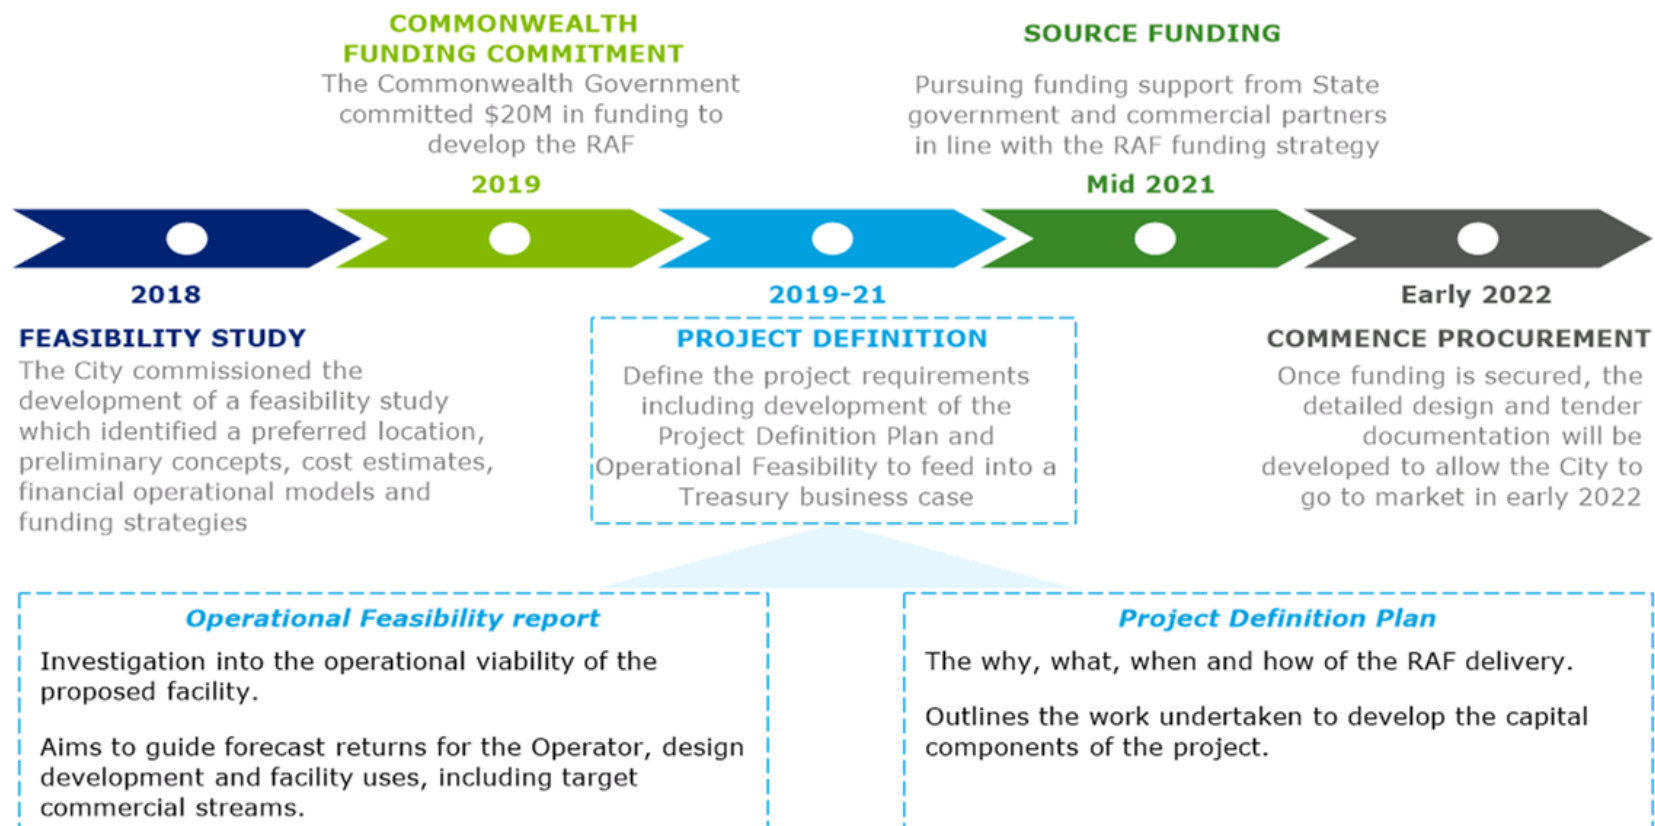 COMMONWEALTH
FUNDING COMMITMENT
The Commonwealth Government
committed $20M in funding to
develop the RAF
2019
SOURCE FUNDING
Pursuing funding support from State
government and commercial partners
in line with the RAF funding strategy
Mid 2021
2018
FEASIBILITY STUDY
The City commissioned the
development of a feasibility study
which identified a preferred location,
preliminary concepts, cost estimates,
financial operational models and
funding strategies
2019-21
PROJECT DEFINITION
Define the project requirements
including development of the
Project Definition Plan and
Operational Feasibility to feed into a
Treasury business case
Early 2022
COMMENCE PROCUREMENT
Once funding is secured, the
detailed design and tender
documentation will be
developed to allow the City to
go to market in early 2022
Operational Feasibility report
Investigation into the operational viability of the
proposed facility.
Aims to guide forecast returns for the Operator, design
development and facility uses, including target
commercial streams.
Project Definition Plan
The why, what, when and how of the RAF delivery.
Outlines the work undertaken to develop the capital
components of the project.